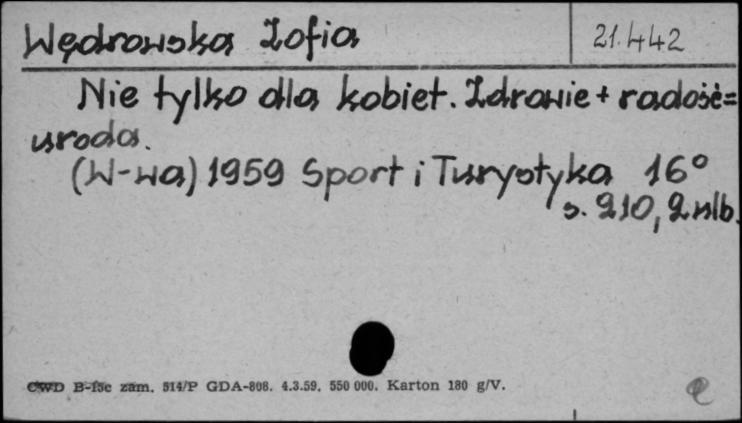 Wędrowska Zofia 21.442
Nie tylko dla kobiet. Zdrowie + radość =
uroda.
(W-wa) 1959 Sport i Turystyka 16°
s. 210, 2 nlb.
CWD B-15c zam. 514/P GDA-808. 4.3.59. 550 000. Karton 180 g/V.
e